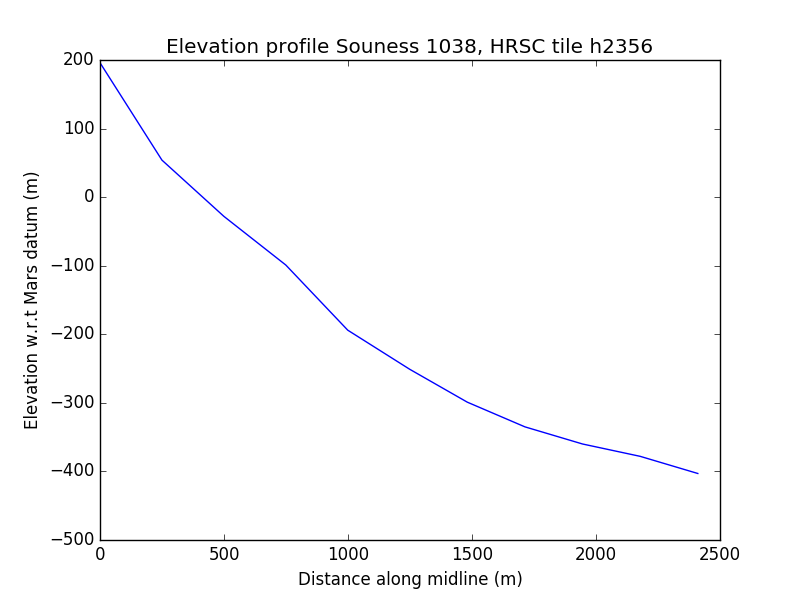 Elevation profile Souness 1038, HRSC tile h2356
200
100
0
−100
−200
−300
−400
−500
Elevation w.r.t Mars datum (m)
0 500 1000 1500 2000 2500
Distance along midline (m)